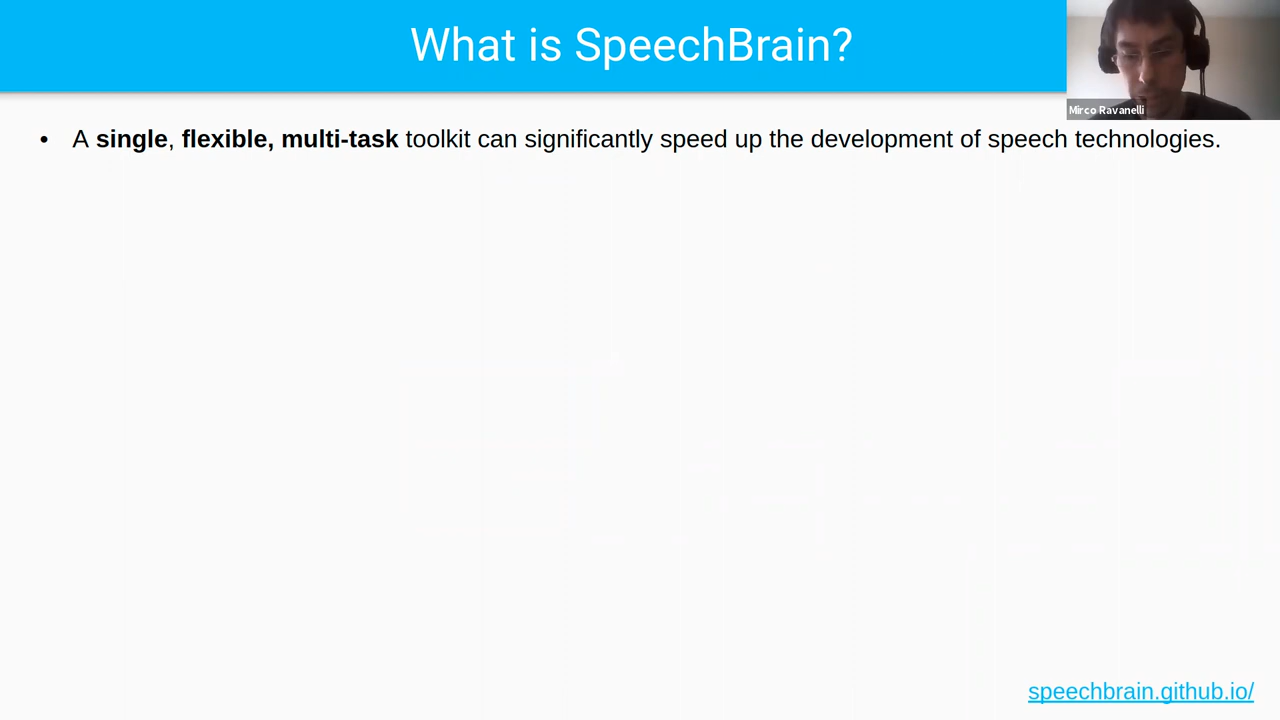 What is SpeechBrain?
Mirco Ravanelli
• A single, flexible, multi-task toolkit can significantly speed up the development of speech technologies.
speechbrain.github.io/